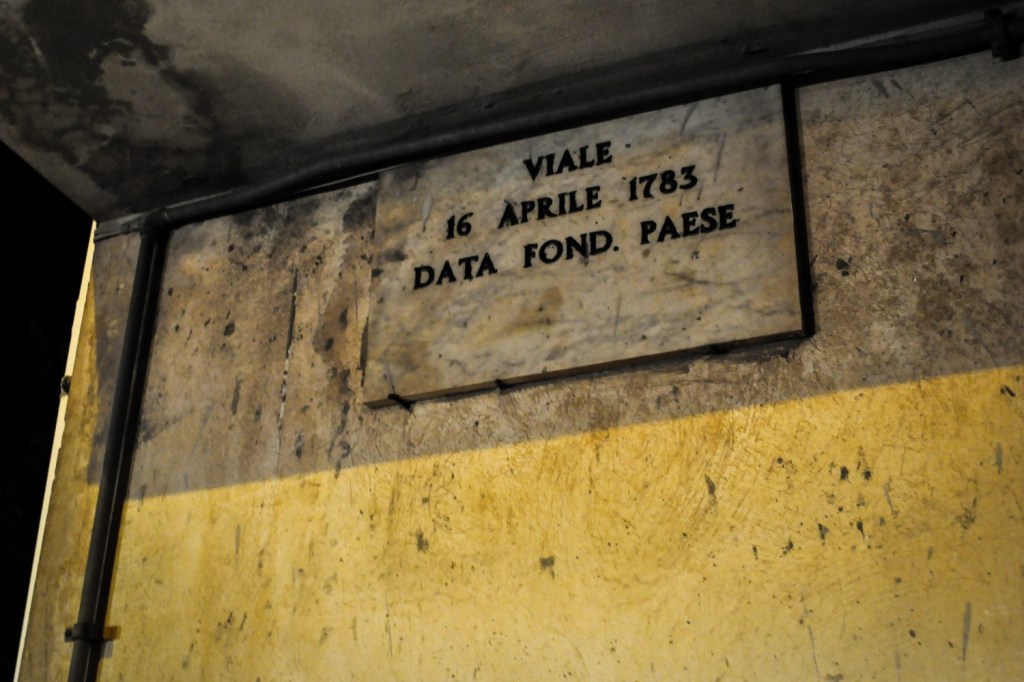 VIALE
16 APRILE 1783
DATA FOND. PAESE